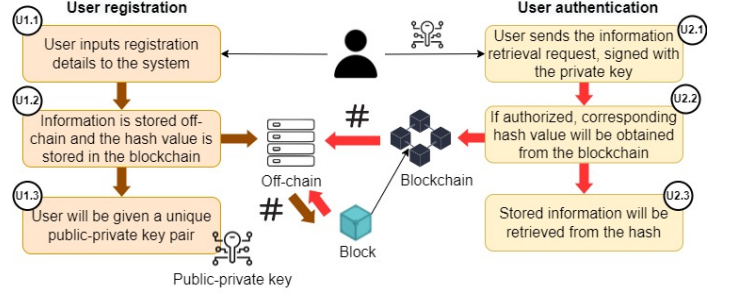 User registration
U1.1
User inputs registration
details to the system
U1.2
Information is stored off-
chain and the hash value is
stored in the blockchain
U1.3
User will be given a unique
public-private key pair
Public-private key
#
Off-chain
Blockchain
#
Block
User authentication
U2.1
User sends the information
retrieval request, signed with
the private key
U2.2
If authorized, corresponding
hash value will be obtained
from the blockchain
U2.3
Stored information will be
retrieved from the hash